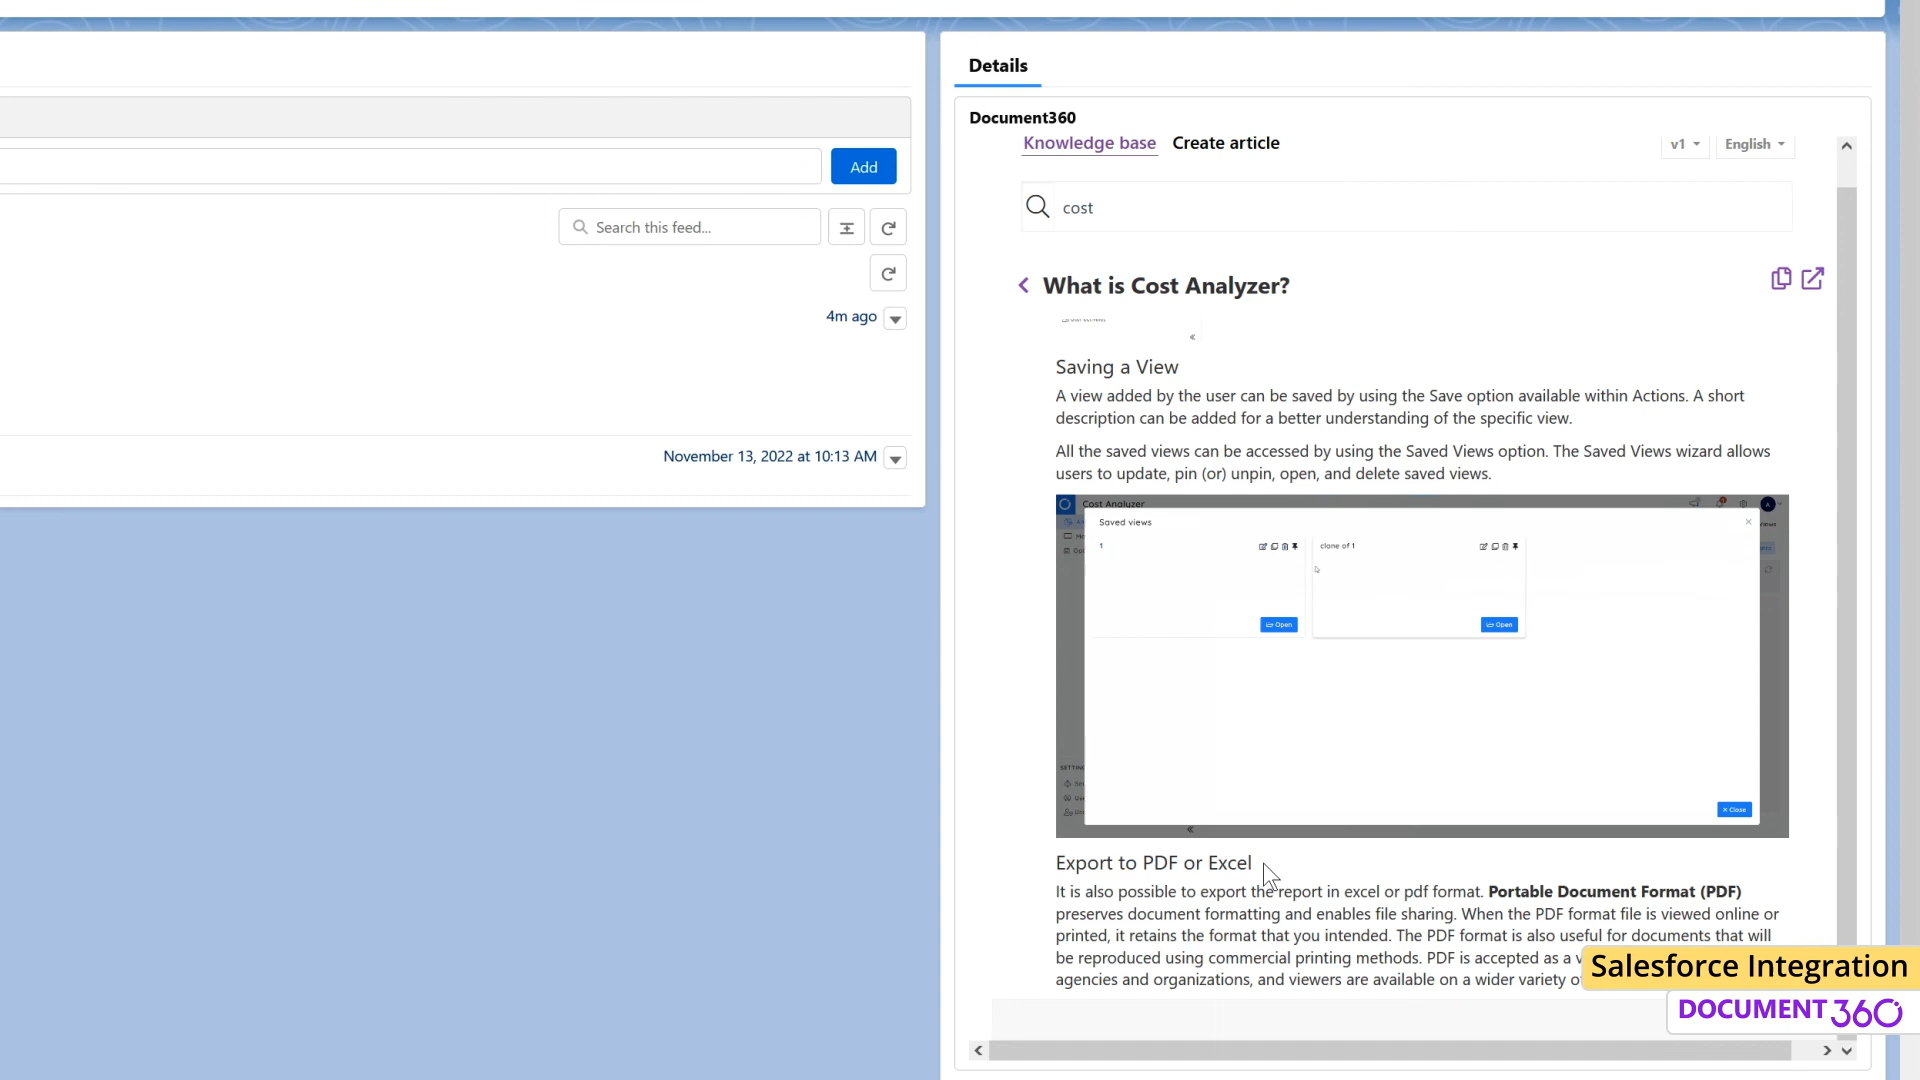 Add
Search this feed...
4m ago
November 13, 2022 at 10:13 AM
Details
Document360
Knowledge base Create article
v1 English
cost
What is Cost Analyzer?
Saving a View
A view added by the user can be saved by using the Save option available within Actions. A short
description can be added for a better understanding of the specific view.
All the saved views can be accessed by using the Saved Views option. The Saved Views wizard allows
users to update, pin (or) unpin, open, and delete saved views.
Cost Analyzer
Saved views
1 clone of 1
Open Open
Close
Export to PDF or Excel
It is also possible to export the report in excel or pdf format. Portable Document Format (PDF)
preserves document formatting and enables file sharing. When the PDF format file is viewed online or
printed, it retains the format that you intended. The PDF format is also useful for documents that will
be reproduced using commercial printing methods. PDF is accepted as a
agencies and organizations, and viewers are available on a wider variety
Salesforce Integration
DOCUMENT360